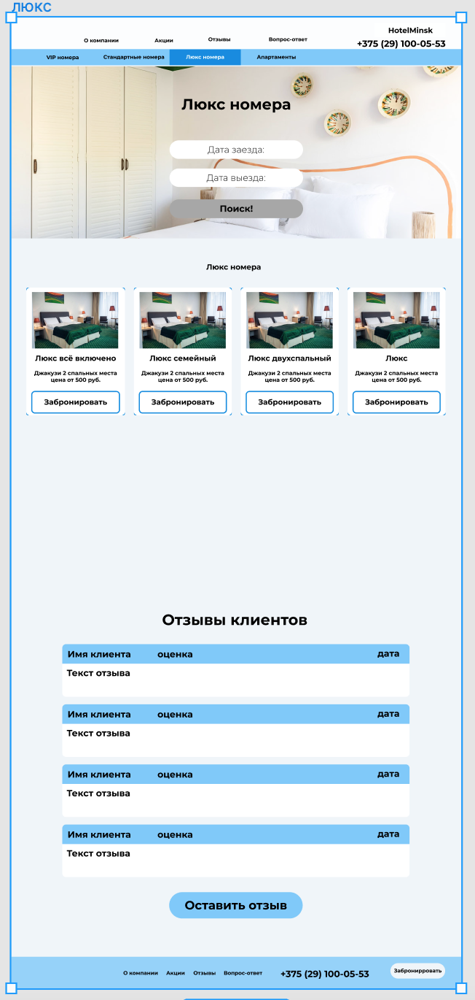 ЛЮКС
О компании
Акции
Отзывы
Вопрос-ответ
HotelMinsk
+375 (29) 100-05-53
VIP номера
Стандартные номера
Люкс номера
Апартаменты
Люкс номера
Дата заезда:
Дата выезда:
Поиск!
Люкс номера
Люкс всё включено
Джакузи 2 спальных места
цена от 500 руб.
Забронировать
Люкс семейный
Джакузи 2 спальных места
цена от 500 руб.
Забронировать
Люкс двухспальный
Джакузи 2 спальных места
цена от 500 руб.
Забронировать
Люкс
Джакузи 2 спальных места
цена от 500 руб.
Забронировать
Отзывы клиентов
Имя клиента оценка дата
Текст отзыва
Имя клиента оценка дата
Текст отзыва
Имя клиента оценка дата
Текст отзыва
Имя клиента оценка дата
Текст отзыва
Оставить отзыв
О компании
Акции
Отзывы
Вопрос-ответ
+375 (29) 100-05-53
Забронирровать